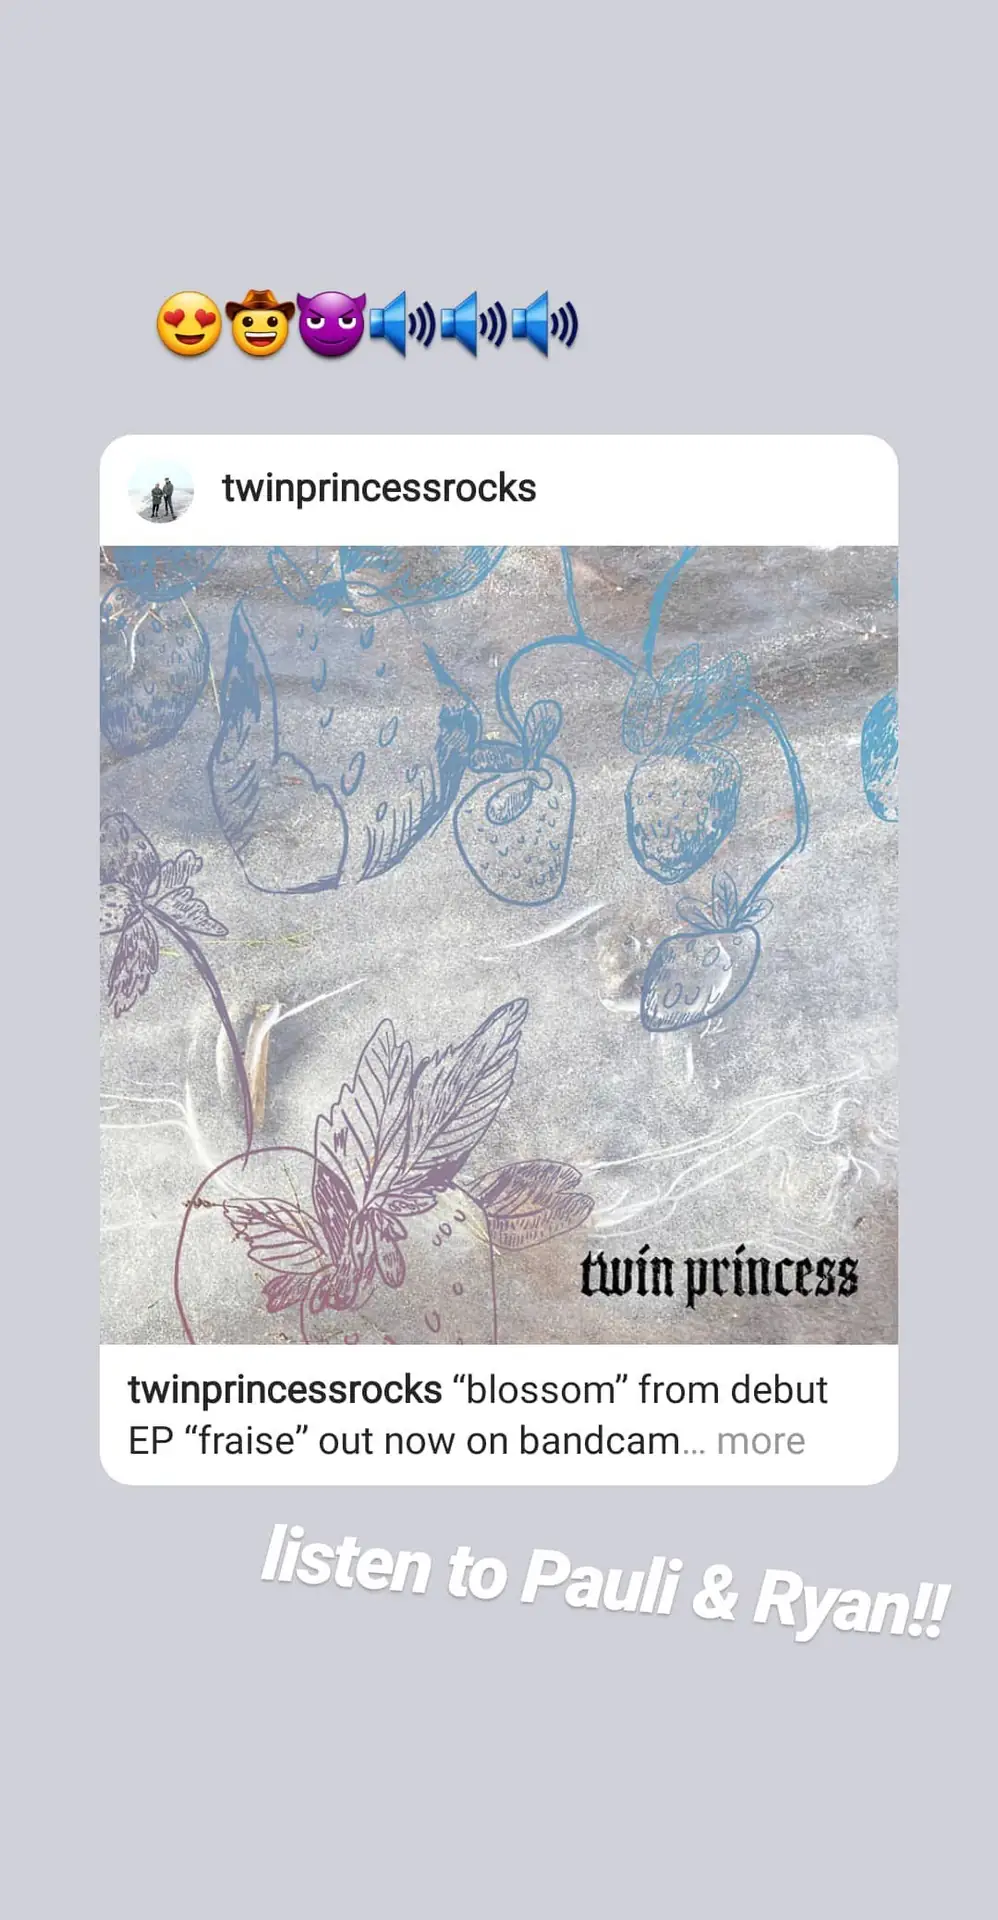 😍🤠😈🔊🔊🔊
twinprincessrocks
twin princess
twinprincessrocks “blossom” from debut
EP “fraise” out now on bandcam... more
listen to Pauli & Ryan!!